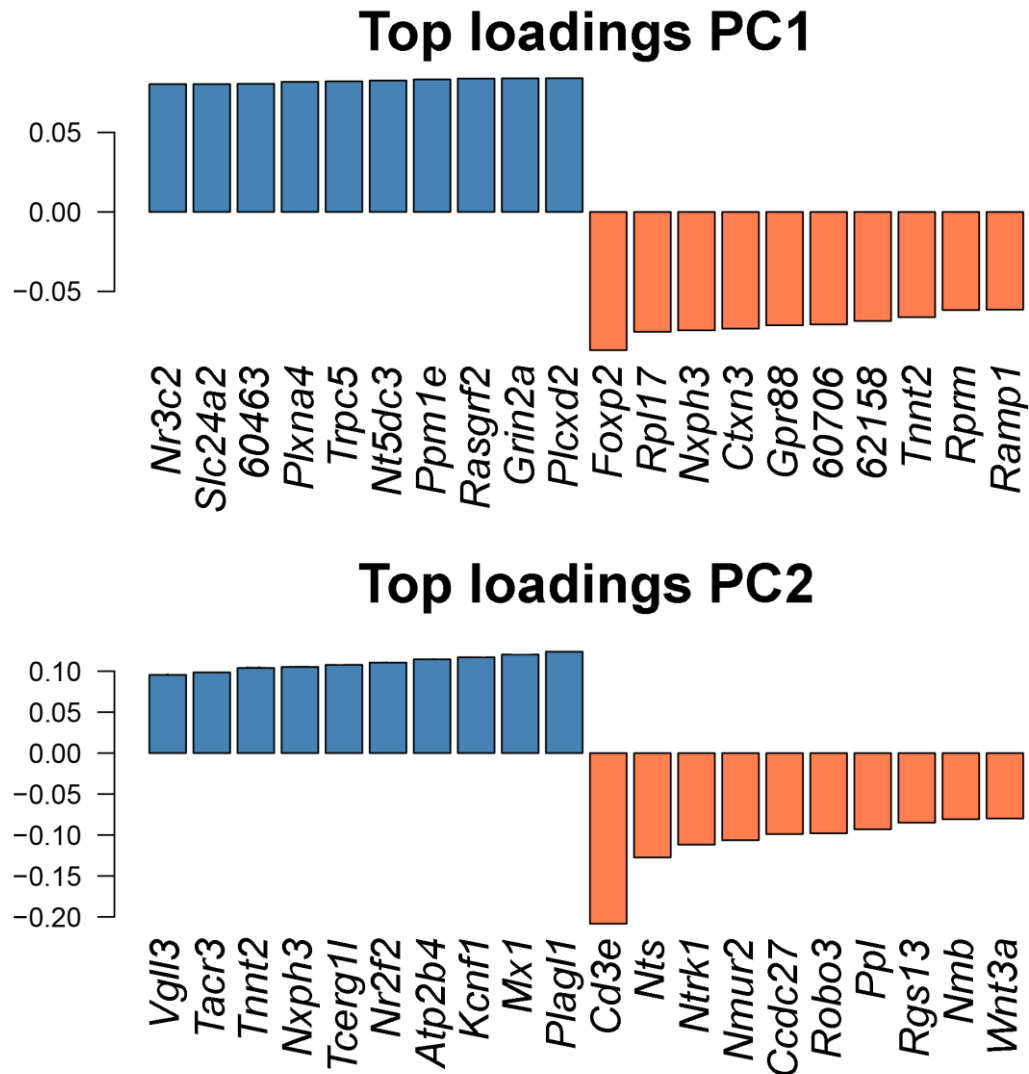 Top loadings PC1
0.05
0.00
−0.05
Nr3c2
Slc24a2
60463
Plxna4
Trpc5
Nt5dc3
Ppm1e
Rasgrf2
Grin2a
Plcxd2
Foxp2
Rpl17
Nxph3
Ctxn3
Gpr88
60706
62158
Tnnt2
Rprm
Ramp1
Top loadings PC2
0.10
0.05
0.00
−0.05
−0.10
−0.15
−0.20
Vgll3
Tacr3
Tnnt2
Nxph3
Tcerg1l
Nr2f2
Atp2b4
Kcnf1
Mx1
Plagl1
Cd3e
Nts
Ntrk1
Nmur2
Ccdc27
Robo3
Ppl
Rgs13
Nmb
Wnt3a